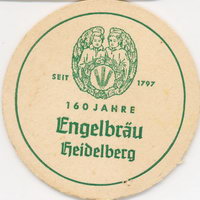 SEIT 1797
160 JAHRE
Engelbräu
Heidelberg